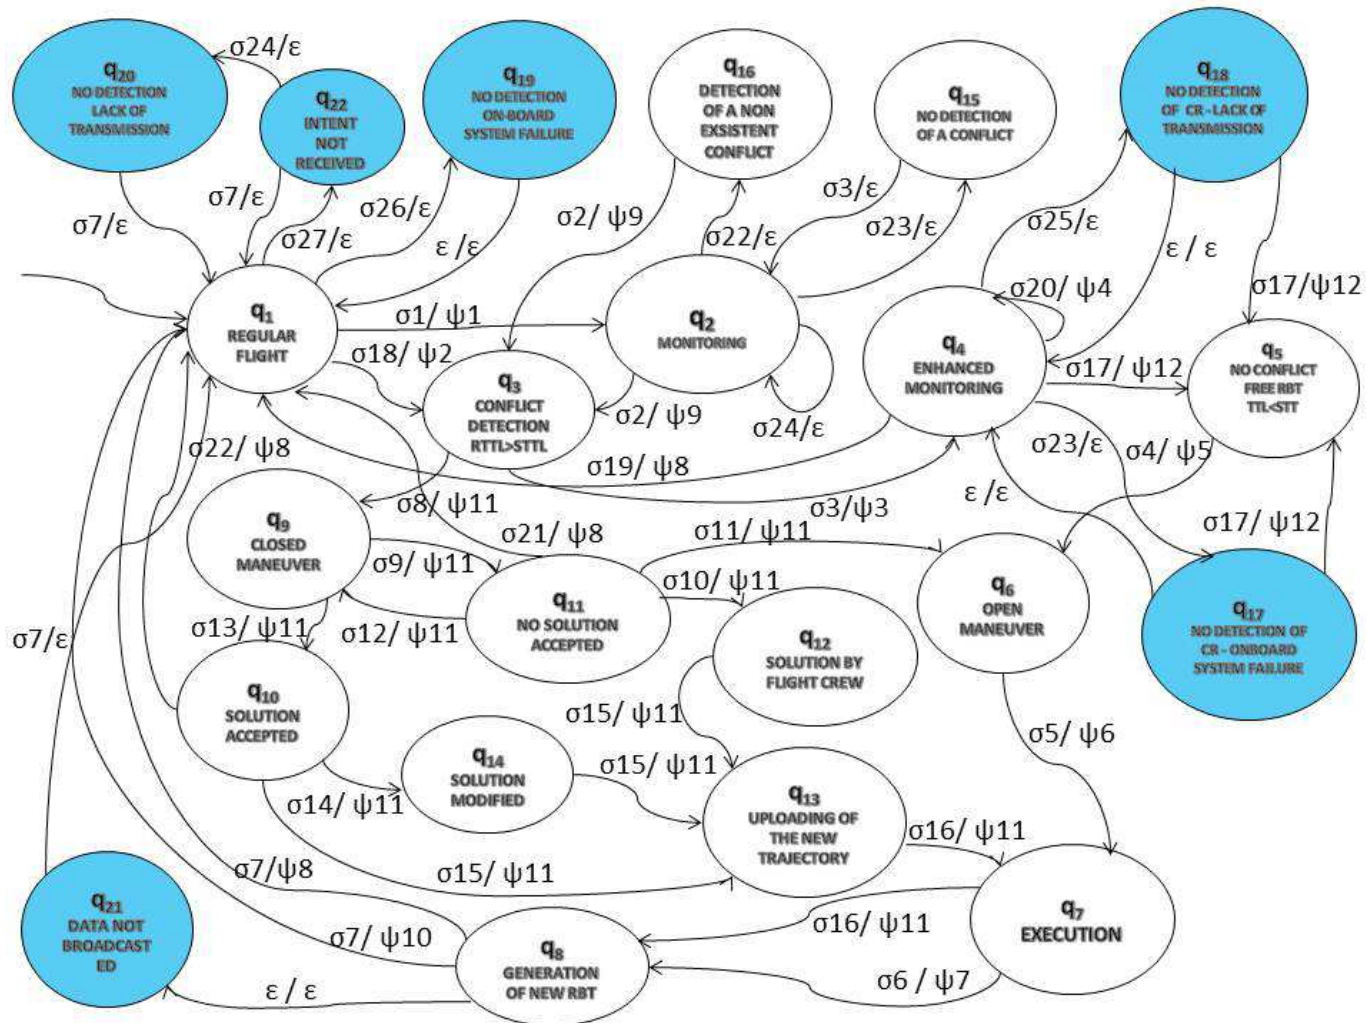 q20
NO DETECTION
LACK OF
TRANSMISSION
σ24/ε
q22
INTENT
NOT
RECEIVED
q19
NO DETECTION
ON-BOARD
SYSTEM FAILURE
q16
DETECTION
OF A NON
EXSISTENT
CONFLICT
q15
NO DETECTION
OF A CONFLICT
q18
NO DETECTION
OF CR - LACK OF
TRANSMISSION
σ7/ε
σ7/ε
σ27/ε
σ26/ε
ε /ε
σ2/ ψ9
σ22/ε
σ3/ε
σ23/ε
σ25/ε
ε / ε
σ17/ψ12
q1
REGULAR
FLIGHT
σ1/ ψ1
q2
MONITORING
σ20/ ψ4
q4
ENHANCED
MONITORING
q5
NO CONFLICT
FREE RBT
TTL<STT
σ18/ ψ2
q3
CONFLICT
DETECTION
RTTL>STTL
σ2/ ψ9
σ24/ε
σ17/ ψ12
σ22/ ψ8
σ19/ ψ8
σ23/ε
σ4/ ψ5
σ8/ ψ11
σ3/ψ3
ε /ε
σ17/ ψ12
q9
CLOSED
MANEUVER
σ21/ ψ8
σ11/ ψ11
σ9/ ψ11
σ10/ ψ11
q11
NO SOLUTION
ACCEPTED
q6
OPEN
MANEUVER
q17
NO DETECTION OF
CR - ONBOARD
SYSTEM FAILURE
σ7/ε
σ13/ ψ11
σ12/ ψ11
q12
SOLUTION BY
FLIGHT CREW
q10
SOLUTION
ACCEPTED
σ15/ ψ11
σ5/ ψ6
q14
SOLUTION
MODIFIED
σ15/ ψ11
σ14/ ψ11
q13
UPLOADING OF
THE NEW
TRAJECTORY
σ16/ ψ11
σ7/ψ8
σ15/ ψ11
q21
DATA NOT
BROADCAST
ED
σ7/ ψ10
q8
GENERATION
OF NEW RBT
σ16/ ψ11
q7
EXECUTION
σ6 / ψ7
ε / ε